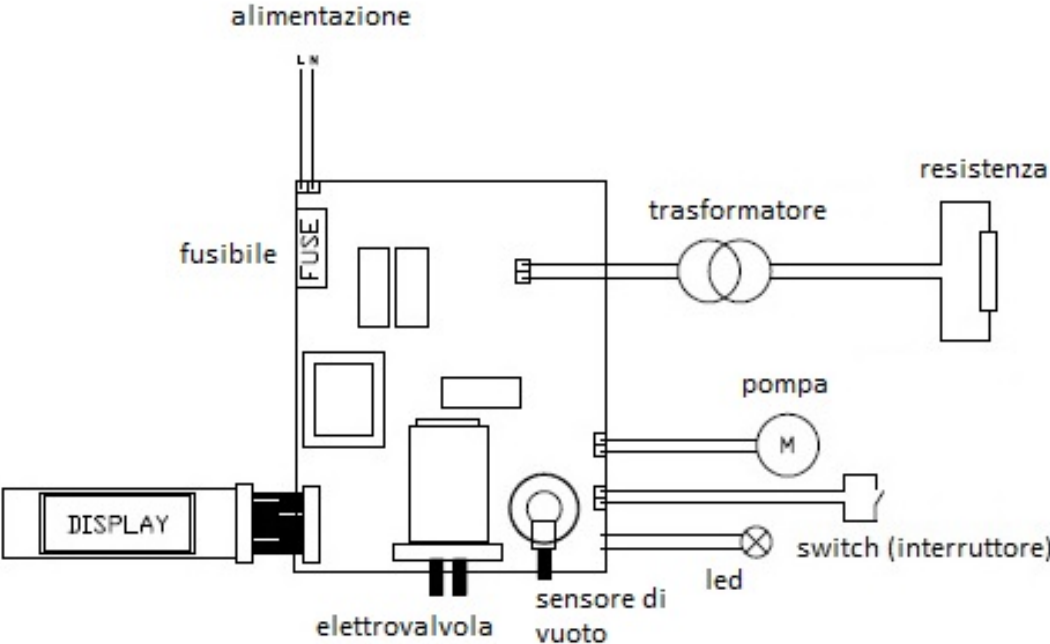 alimentazione
L N
resistenza
trasformatore
fusibile
FUSE
pompa
M
DISPLAY
switch (interruttore)
led
sensore di
vuoto
elettrovalvola